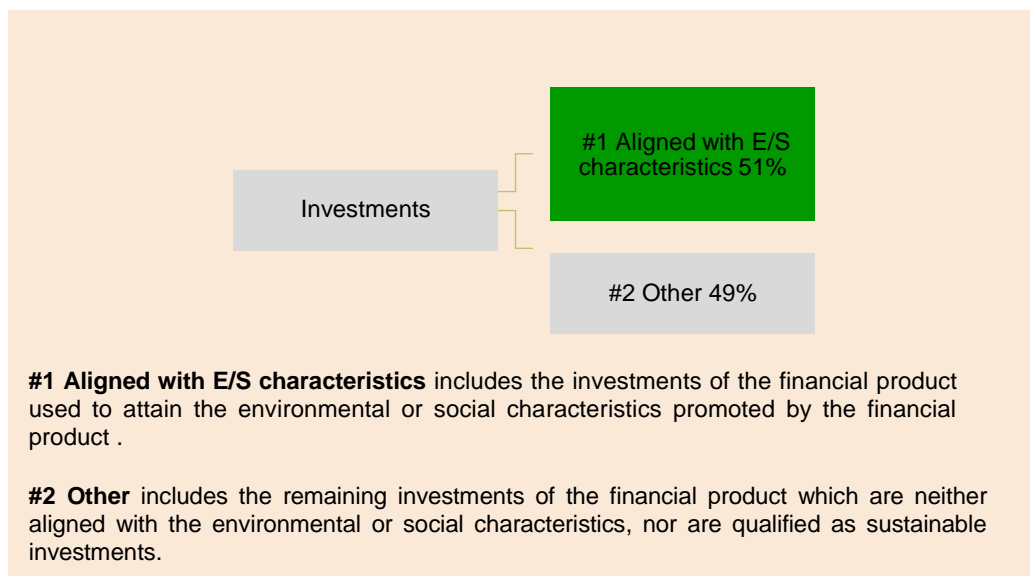 #1 Aligned with E/S
characteristics 51%
Investments
#2 Other 49%
#1 Aligned with E/S characteristics includes the investments of the financial product
used to attain the environmental or social characteristics promoted by the financial
product .
#2 Other includes the remaining investments of the financial product which are neither
aligned with the environmental or social characteristics, nor are qualified as sustainable
investments.